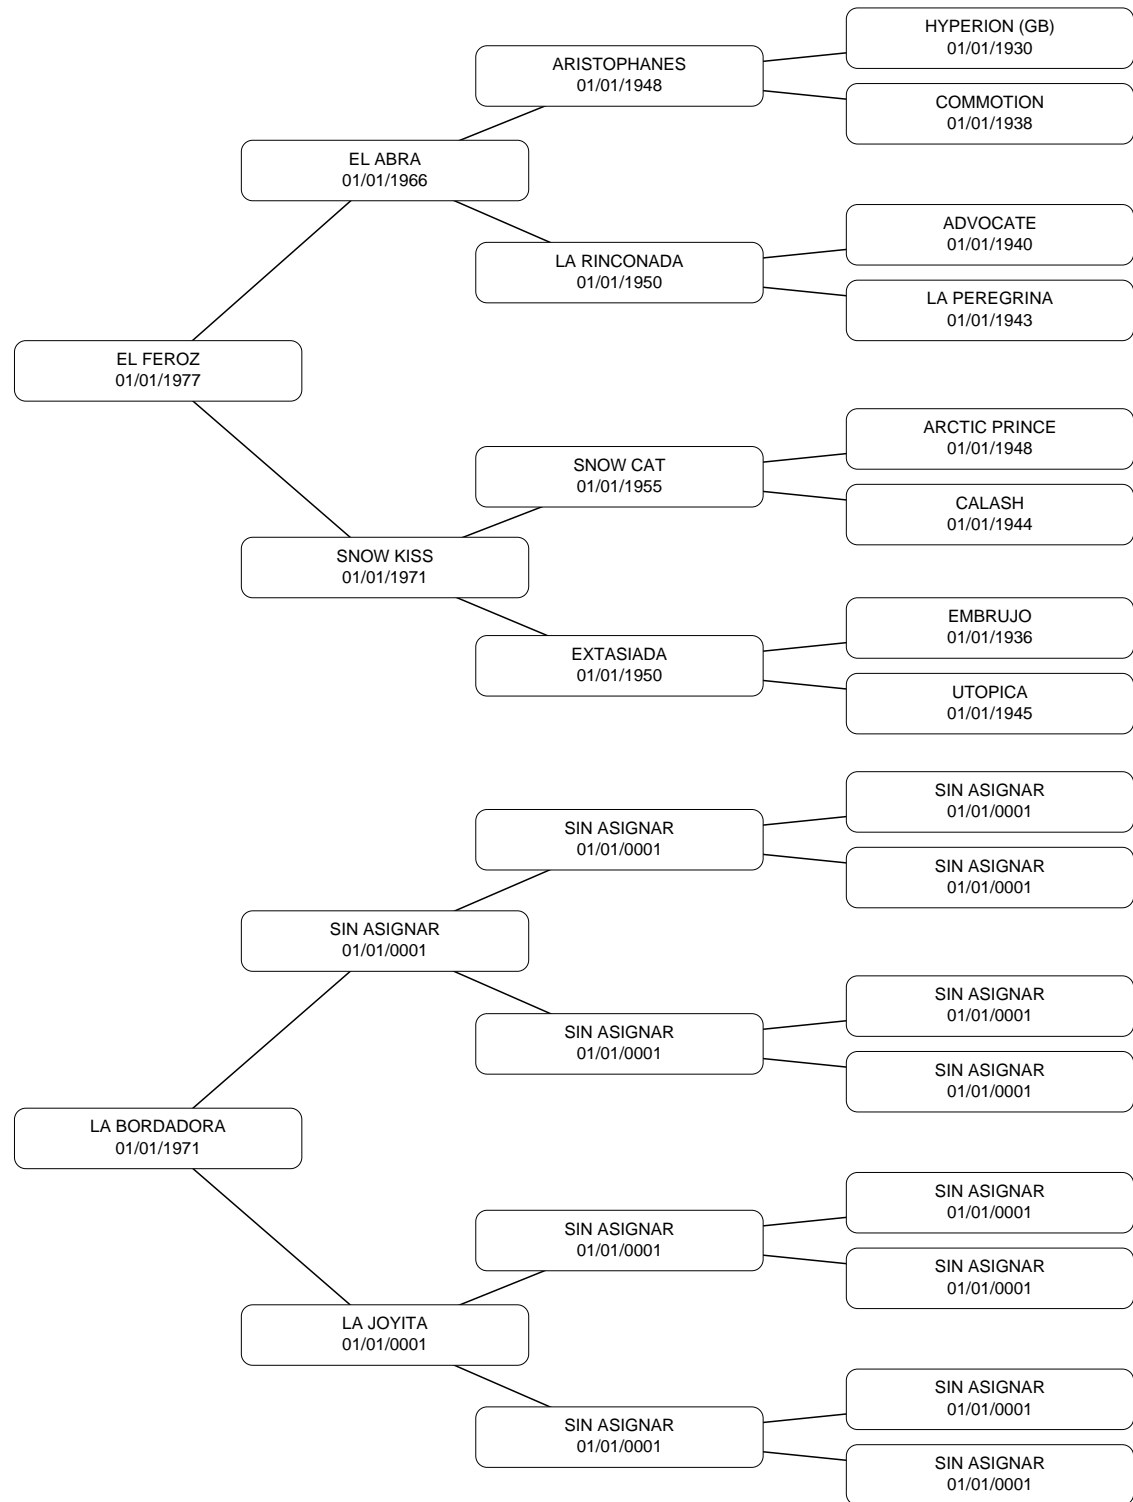 HYPERION (GB)
01/01/1930
ARISTOPHANES
01/01/1948
COMMOTION
01/01/1938
EL ABRA
01/01/1966
ADVOCATE
01/01/1940
LA RINCONADA
01/01/1950
LA PEREGRINA
01/01/1943
EL FEROZ
01/01/1977
ARCTIC PRINCE
01/01/1948
SNOW CAT
01/01/1955
CALASH
01/01/1944
SNOW KISS
01/01/1971
EMBRUJO
01/01/1936
EXTASIADA
01/01/1950
UTOPICA
01/01/1945
SIN ASIGNAR
01/01/0001
SIN ASIGNAR
01/01/0001
SIN ASIGNAR
01/01/0001
SIN ASIGNAR
01/01/0001
SIN ASIGNAR
01/01/0001
SIN ASIGNAR
01/01/0001
SIN ASIGNAR
01/01/0001
LA BORDADORA
01/01/1971
SIN ASIGNAR
01/01/0001
SIN ASIGNAR
01/01/0001
SIN ASIGNAR
01/01/0001
LA JOYITA
01/01/0001
SIN ASIGNAR
01/01/0001
SIN ASIGNAR
01/01/0001
SIN ASIGNAR
01/01/0001